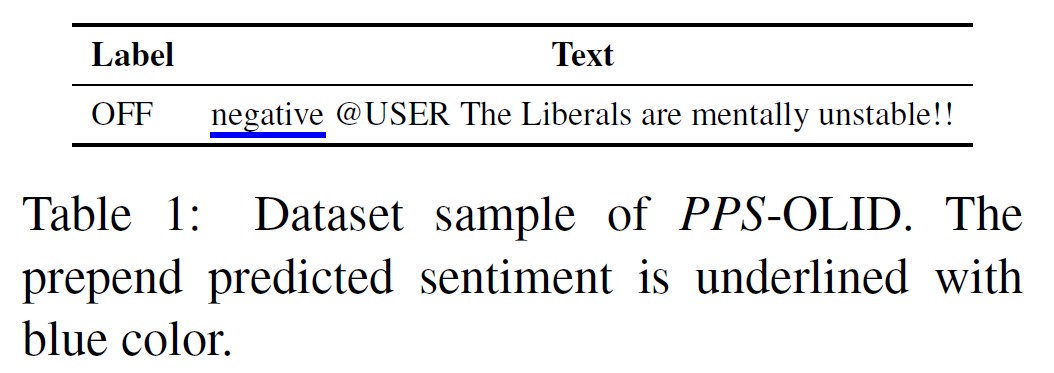 Label Text
OFF negative @USER The Liberals are mentally unstable!!
Table 1: Dataset sample of PPS-OLID. The
prepend predicted sentiment is underlined with
blue color.